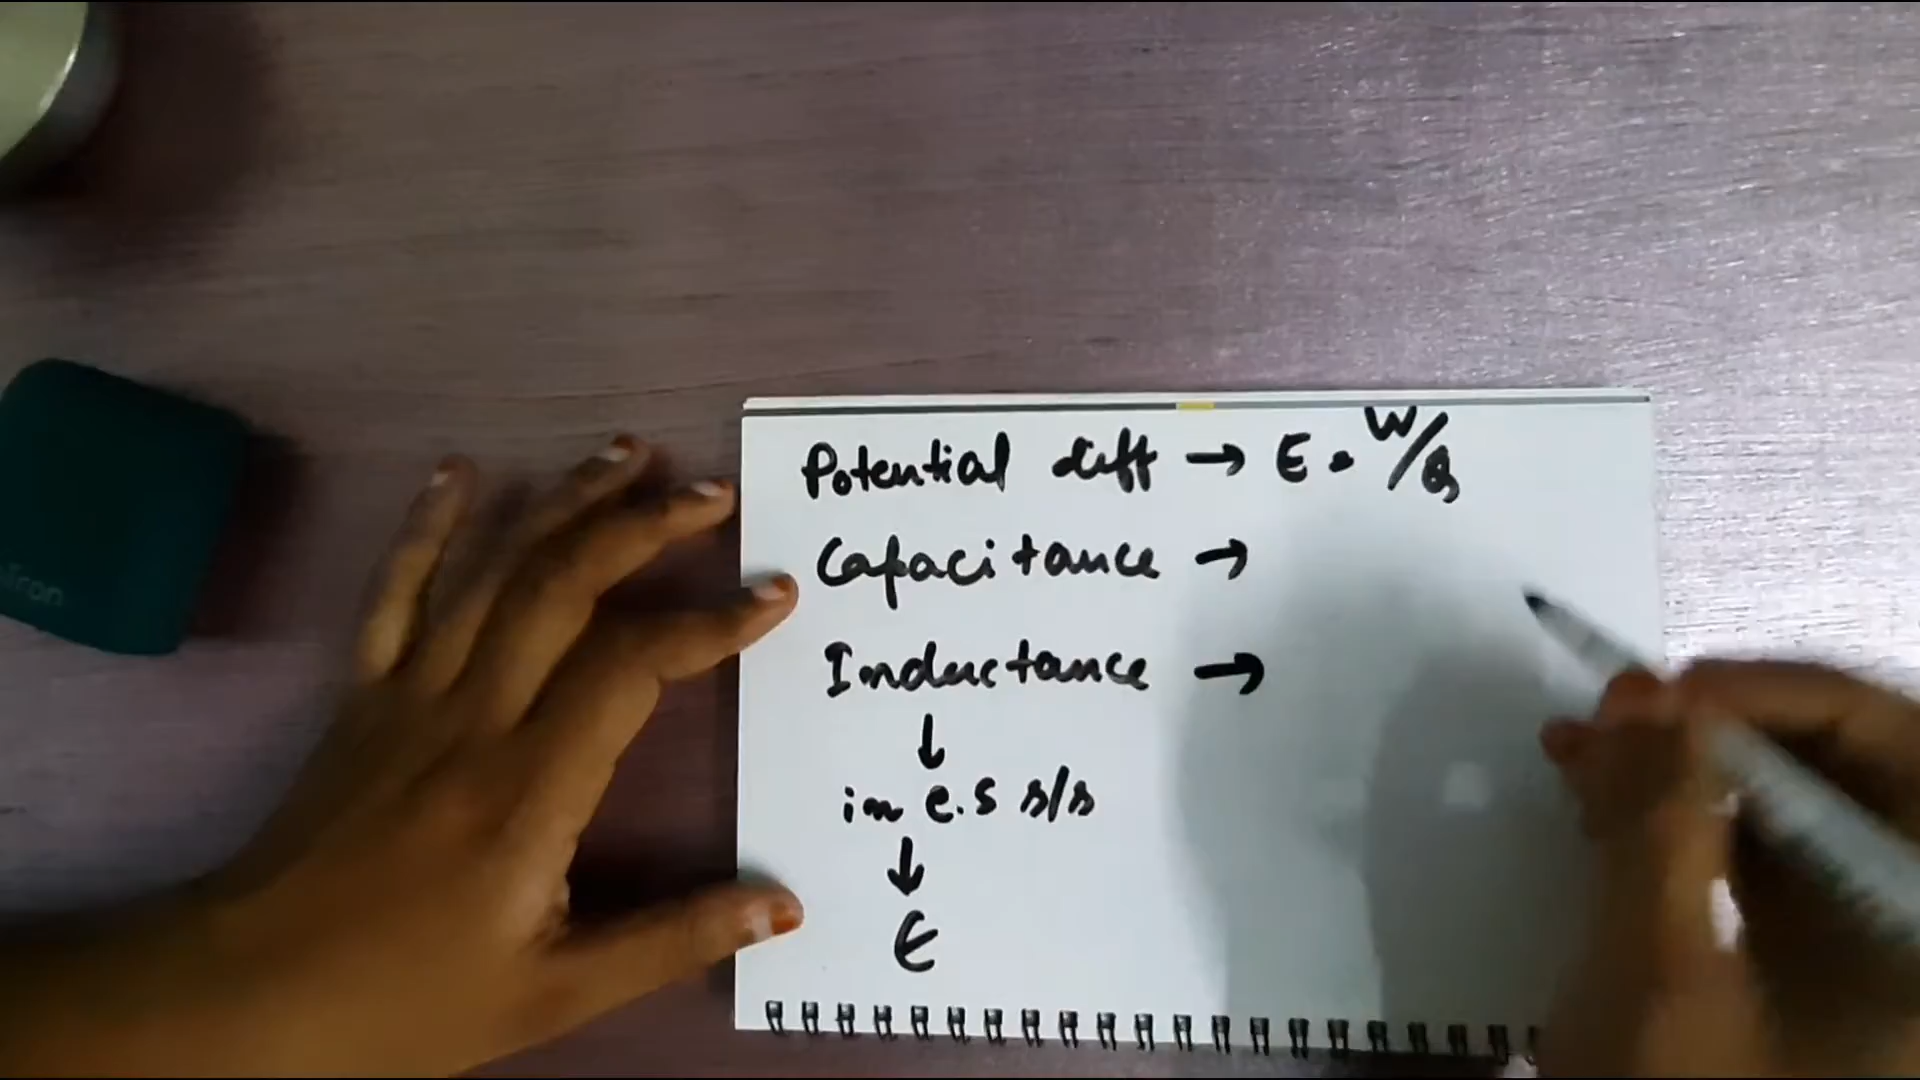 Potential diff → E = W/Q
Capacitance →
Inductance →
↓
in e.s s/s
↓
ϵ